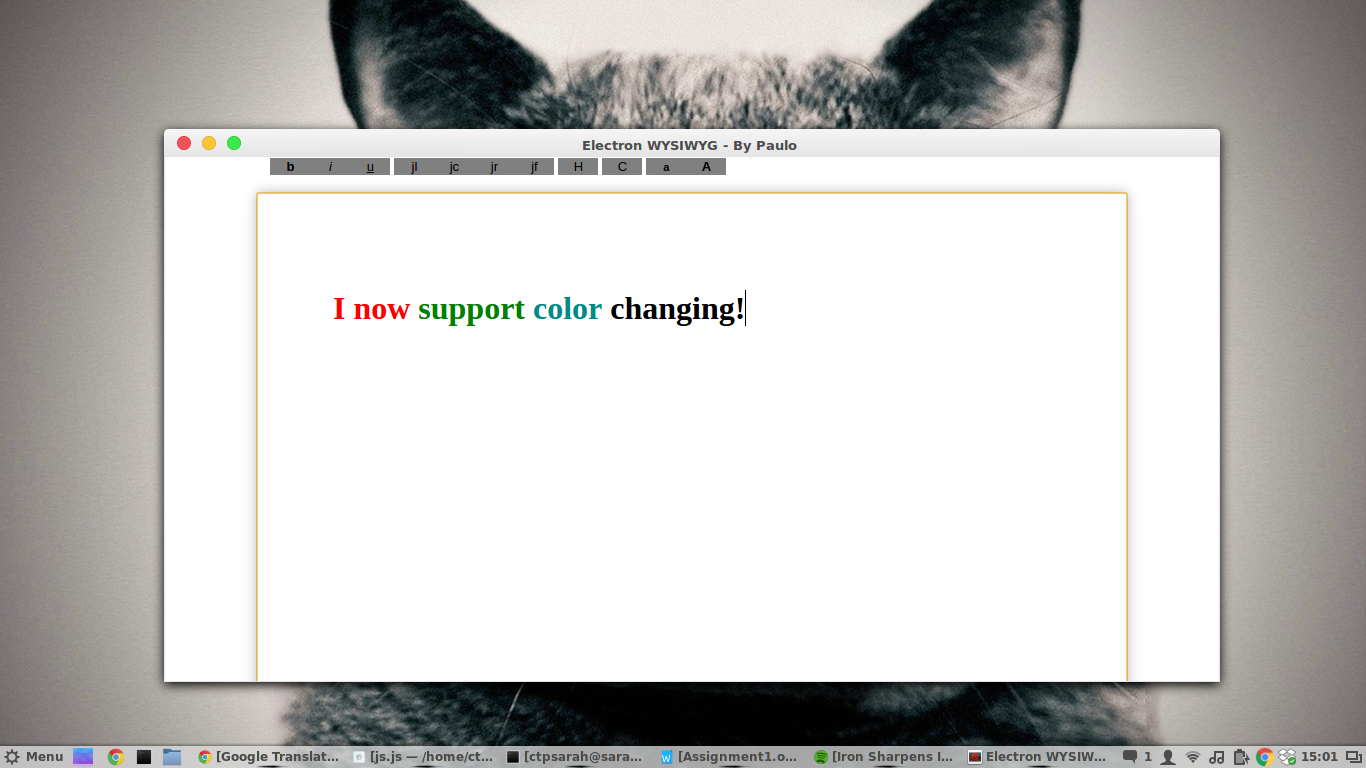 Electron WYSIWYG - By Paulo
b i u jl jc jr jf H C a A
I now support color changing!
Menu [Google Translat... [js.js — /home/ct... [ctpsarah@sara... [Assignment1.o... [Iron Sharpens I... Electron WYSIW... 1 15:01